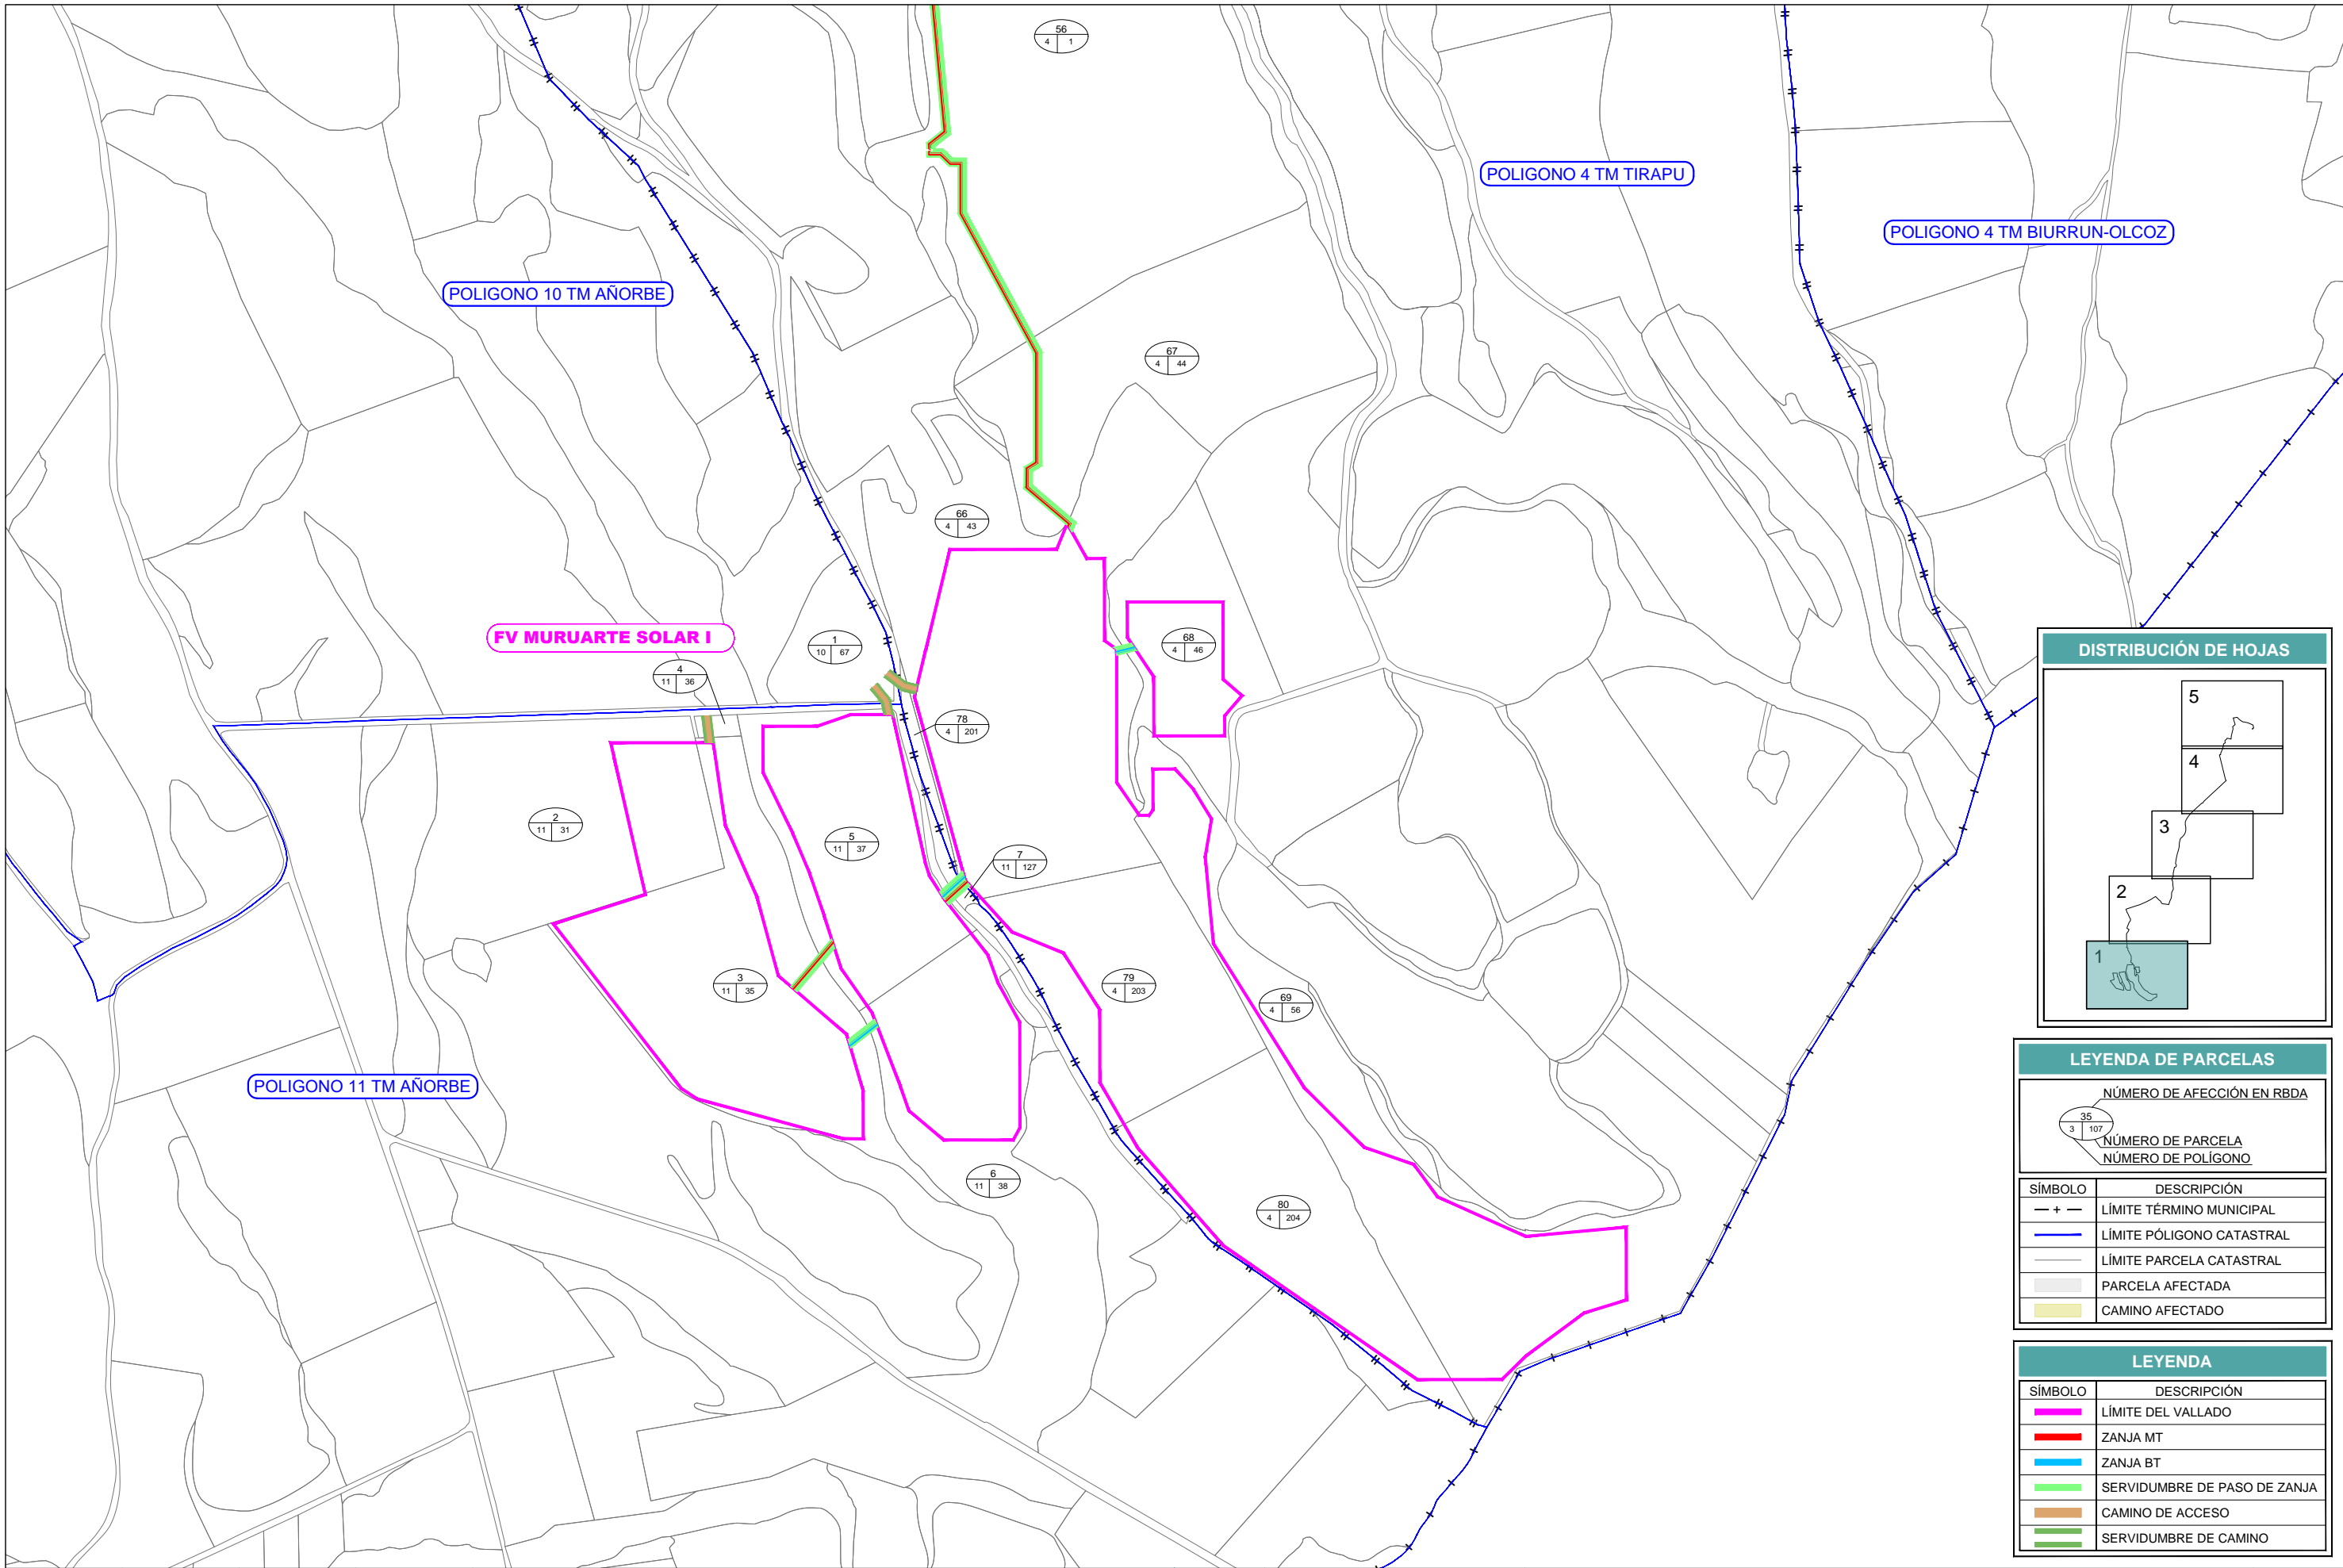 56
4 1
POLIGONO 4 TM TIRAPU
POLIGONO 4 TM BIURRUN-OLCOZ
POLIGONO 10 TM AÑORBE
67
4 44
66
4 43
FV MURUARTE SOLAR I
1
10 67
68
4 46
4
11 36
78
4 201
2
11 31
5
11 37
7
11 127
3
11 35
79
4 203
69
4 56
POLIGONO 11 TM AÑORBE
6
11 38
80
4 204
DISTRIBUCIÓN DE HOJAS
5
4
3
2
1
LEYENDA DE PARCELAS
NÚMERO DE AFECCIÓN EN RBDA
35
3 107
NÚMERO DE PARCELA
NÚMERO DE POLÍGONO
SÍMBOLO DESCRIPCIÓN
LÍMITE TÉRMINO MUNICIPAL
LÍMITE PÓLIGONO CATASTRAL
LÍMITE PARCELA CATASTRAL
PARCELA AFECTADA
CAMINO AFECTADO
LEYENDA
SÍMBOLO DESCRIPCIÓN
LÍMITE DEL VALLADO
ZANJA MT
ZANJA BT
SERVIDUMBRE DE PASO DE ZANJA
CAMINO DE ACCESO
SERVIDUMBRE DE CAMINO